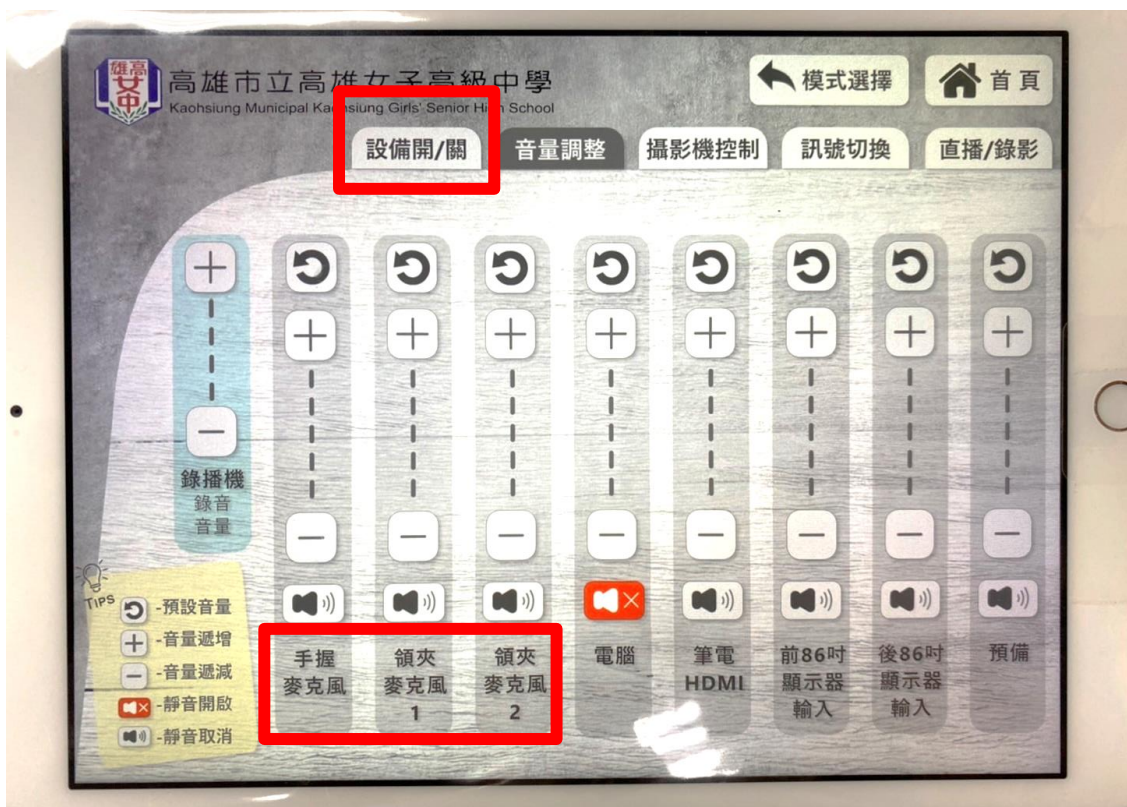 雄高
女
中
高雄市立高雄女子高級中學
Kaohsiung Municipal Kaohsiung Girls' Senior High School
模式選擇
首頁
設備開/關
音量調整
攝影機控制
訊號切換
直播/錄影
錄播機
錄音
音量
TIPS
-預設音量
-音量遞增
-音量遞減
-靜音開啟
-靜音取消
手握
麥克風
領夾
麥克風
1
領夾
麥克風
2
電腦
筆電
HDMI
前86吋
顯示器
輸入
後86吋
顯示器
輸入
預備